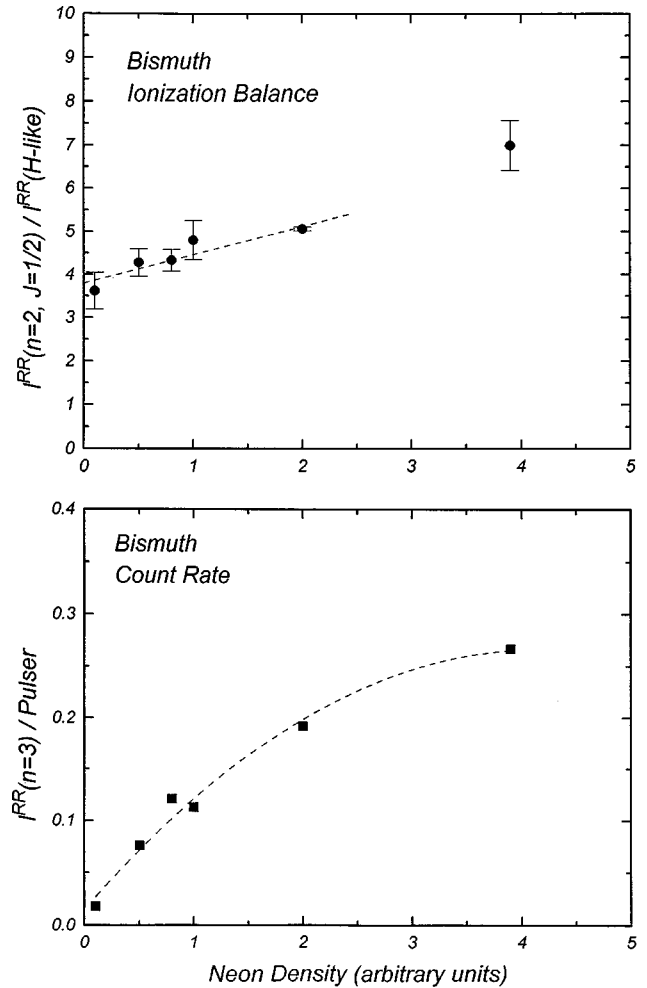 10
9
8
7
6
5
4
3
2
1
0
Bismuth
Ionization Balance
I^RR(n=2, J=1/2) / I^RR(H-like)
0 1 2 3 4 5
0.4
0.3
0.2
0.1
0.0
Bismuth
Count Rate
I^RR(n=3) / Pulser
0 1 2 3 4 5
Neon Density (arbitrary units)